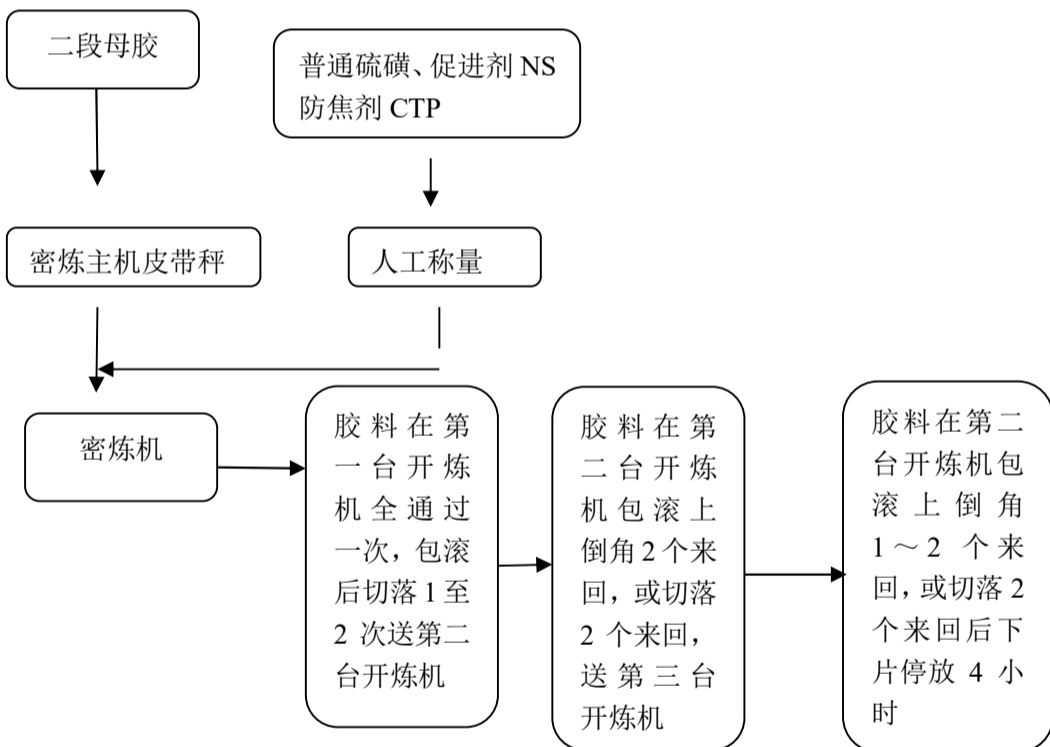 二段母胶
普通硫磺、促进剂 NS
防焦剂 CTP
密炼主机皮带秤
人工称量
密炼机
胶料在第
一台开炼
机全通过
一次，包滚
后切落 1 至
2 次送第二
台开炼机
胶料在第
二台开炼
机包滚上
倒角 2 个来
回，或切落
2 个来回，
送第三台
开炼机
胶料在第二
台开炼机包
滚上倒角
1～2 个来
回，或切落 2
个来回后下
片停放 4 小
时